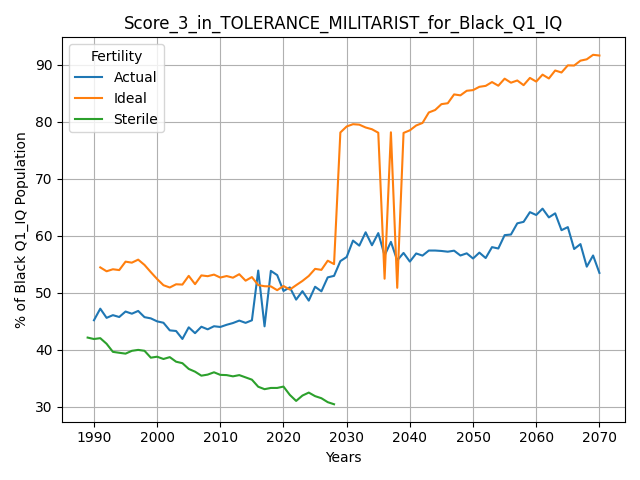 Score_3_in_TOLERANCE_MILITARIST_for_Black_Q1_IQ
Fertility
Actual
Ideal
Sterile
% of Black Q1_IQ Population
90
80
70
60
50
40
30
1990 2000 2010 2020 2030 2040 2050 2060 2070
Years